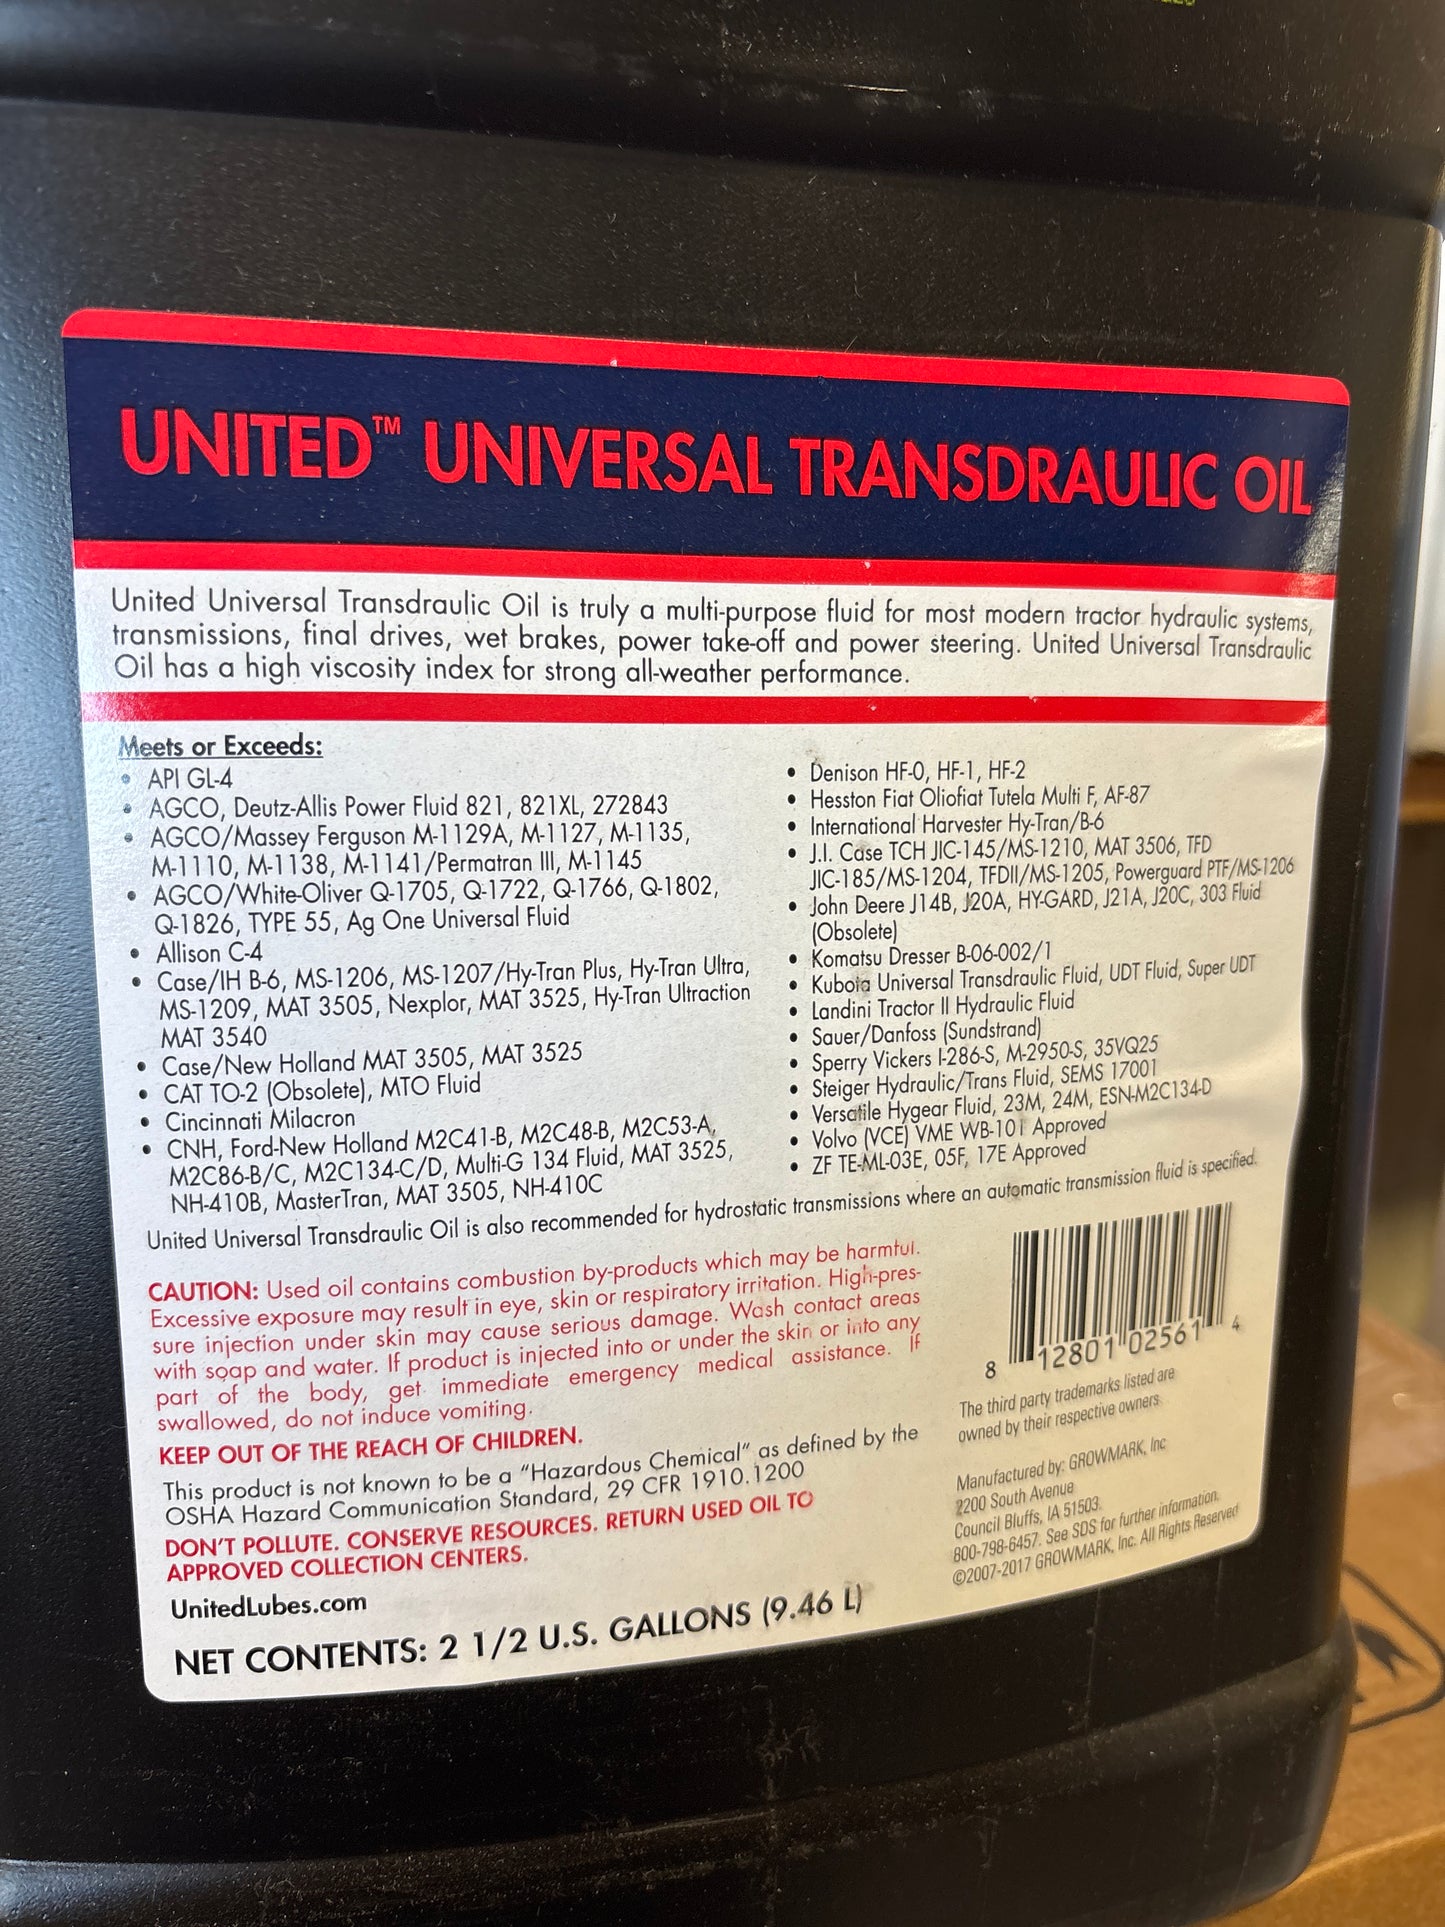 UNITED™ UNIVERSAL TRANSDRAULIC OIL
United Universal Transdraulic Oil is truly a multi-purpose fluid for most modern tractor hydraulic systems,
transmissions, final drives, wet brakes, power take-off and power steering. United Universal Transdraulic
Oil has a high viscosity index for strong all-weather performance.
Meets or Exceeds:
• API GL-4
• AGCO, Deutz-Allis Power Fluid 821, 821XL, 272843
• AGCO/Massey Ferguson M-1129A, M-1127, M-1135,
M-1110, M-1138, M-1141/Permatran III, M-1145
• AGCO/White-Oliver Q-1705, Q-1722, Q-1766, Q-1802,
Q-1826, TYPE 55, Ag One Universal Fluid
• Allison C-4
• Case/IH B-6, MS-1206, MS-1207/Hy-Tran Plus, Hy-Tran Ultra,
MS-1209, MAT 3505, Nexplor, MAT 3525, Hy-Tran Ultraction
MAT 3540
• Case/New Holland MAT 3505, MAT 3525
• CAT TO-2 (Obsolete), MTO Fluid
• Cincinnati Milacron
• CNH, Ford-New Holland M2C41-B, M2C48-B, M2C53-A,
M2C86-B/C, M2C134-C/D, Multi-G 134 Fluid, MAT 3525,
NH-410B, MasterTran, MAT 3505, NH-410C
• Denison HF-0, HF-1, HF-2
• Hesston Fiat Oliofiat Tutela Multi F, AF-87
• International Harvester Hy-Tran/B-6
• J.I. Case TCH JIC-145/MS-1210, MAT 3506, TFD
JIC-185/MS-1204, TFDII/MS-1205, Powerguard PTF/MS-1206
• John Deere J14B, J20A, HY-GARD, J21A, J20C, 303 Fluid
(Obsolete)
• Komatsu Dresser B-06-002/1
• Kubota Universal Transdraulic Fluid, UDT Fluid, Super UDT
• Landini Tractor II Hydraulic Fluid
• Sauer/Danfoss (Sundstrand)
• Sperry Vickers I-286-S, M-2950-S, 35VQ25
• Steiger Hydraulic/Trans Fluid, SEMS 17001
• Versatile Hygear Fluid, 23M, 24M, ESN-M2C134-D
• Volvo (VCE) VME WB-101 Approved
• ZF TE-ML-03E, 05F, 17E Approved
United Universal Transdraulic Oil is also recommended for hydrostatic transmissions where an automatic transmission fluid is specified.
CAUTION: Used oil contains combustion by-products which may be harmful.
Excessive exposure may result in eye, skin or respiratory irritation. High-pres-
sure injection under skin may cause serious damage. Wash contact areas
with soap and water. If product is injected into or under the skin or into any
part of the body, get immediate emergency medical assistance. If
swallowed, do not induce vomiting.
KEEP OUT OF THE REACH OF CHILDREN.
This product is not known to be a "Hazardous Chemical" as defined by the
OSHA Hazard Communication Standard, 29 CFR 1910.1200
DON'T POLLUTE. CONSERVE RESOURCES. RETURN USED OIL TO
APPROVED COLLECTION CENTERS.
UnitedLubes.com
NET CONTENTS: 2 1/2 U.S. GALLONS (9.46 L)
8 12801 02561 4
The third party trademarks listed are
owned by their respective owners
Manufactured by: GROWMARK, Inc
2200 South Avenue
Council Bluffs, IA 51503.
800-798-6457. See SDS for further information.
©2007-2017 GROWMARK, Inc. All Rights Reserved